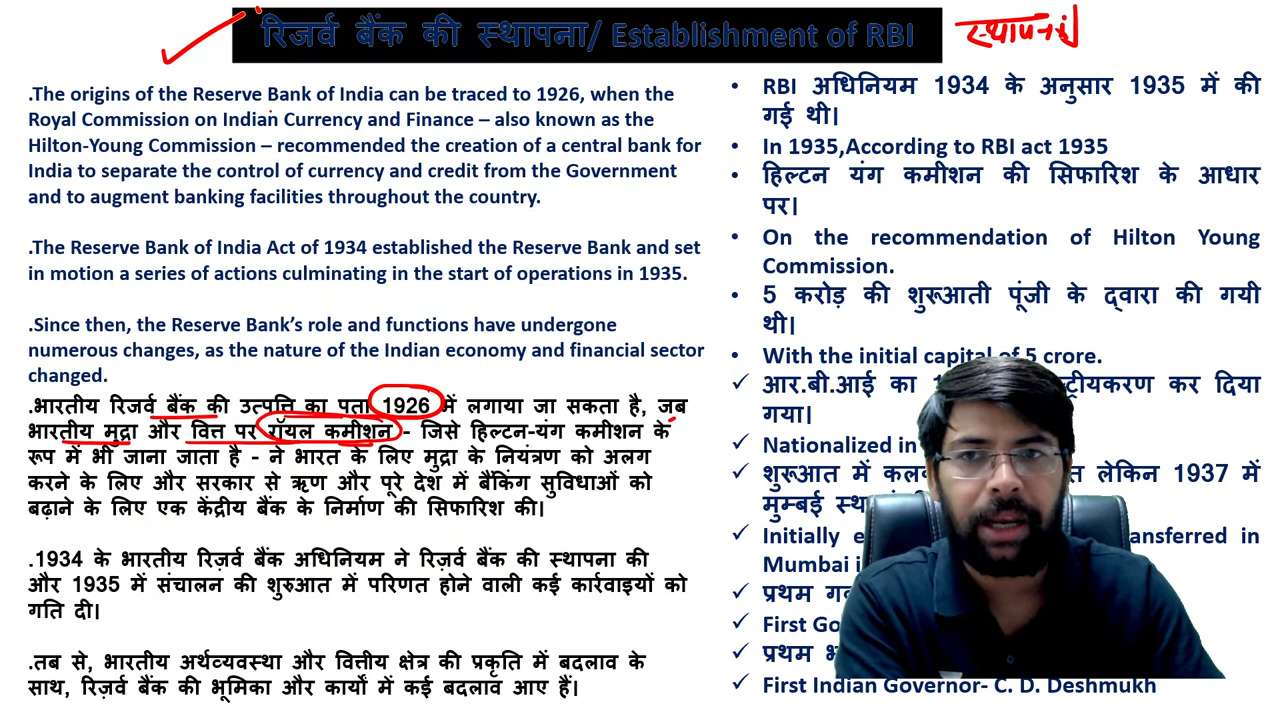 रिजर्व बैंक की स्थापना/ Establishment of RBI
स्थापना
.The origins of the Reserve Bank of India can be traced to 1926, when the
Royal Commission on Indian Currency and Finance – also known as the
Hilton-Young Commission – recommended the creation of a central bank for
India to separate the control of currency and credit from the Government
and to augment banking facilities throughout the country.
.The Reserve Bank of India Act of 1934 established the Reserve Bank and set
in motion a series of actions culminating in the start of operations in 1935.
.Since then, the Reserve Bank’s role and functions have undergone
numerous changes, as the nature of the Indian economy and financial sector
changed.
.भारतीय रिजर्व बैंक की उत्पत्ति का पता 1926 में लगाया जा सकता है, जब
भारतीय मुद्रा और वित्त पर रॉयल कमीशन - जिसे हिल्टन-यंग कमीशन के
रूप में भी जाना जाता है - ने भारत के लिए मुद्रा के नियंत्रण को अलग
करने के लिए और सरकार से ऋण और पूरे देश में बैंकिंग सुविधाओं को
बढ़ाने के लिए एक केंद्रीय बैंक के निर्माण की सिफारिश की।
.1934 के भारतीय रिज़र्व बैंक अधिनियम ने रिज़र्व बैंक की स्थापना की
और 1935 में संचालन की शुरुआत में परिणत होने वाली कई कार्रवाइयों को
गति दी।
.तब से, भारतीय अर्थव्यवस्था और वित्तीय क्षेत्र की प्रकृति में बदलाव के
साथ, रिज़र्व बैंक की भूमिका और कार्यों में कई बदलाव आए हैं।
• RBI अधिनियम 1934 के अनुसार 1935 में की
गई थी।
• In 1935,According to RBI act 1935
• हिल्टन यंग कमीशन की सिफारिश के आधार
पर।
• On the recommendation of Hilton Young
Commission.
• 5 करोड़ की शुरूआती पूंजी के द्वारा की गयी
थी।
• With the initial capital of 5 crore.
✓ आर.बी.आई का कर दिया
गया।
✓ Nationalized in
✓ शुरूआत में लेकिन 1937 में
मुम्बई
✓ Initially in
Mumbai
✓ प्रथम
✓ First
✓ प्रथम
✓ First Indian Governor- C. D. Deshmukh